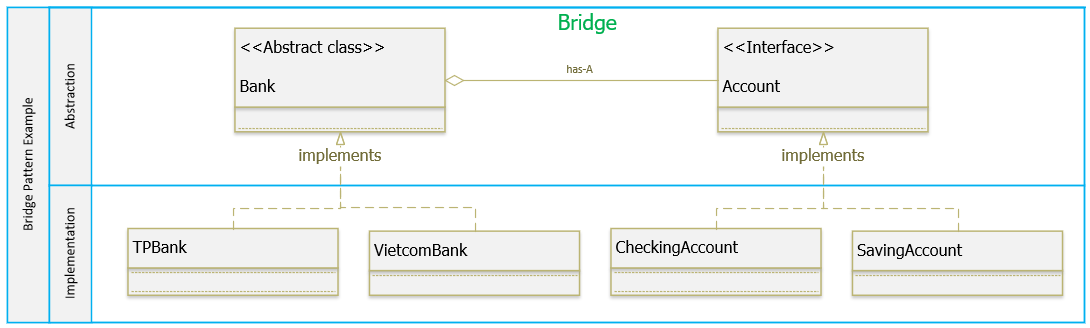 Bridge
Bridge Pattern Example
Abstraction
<<Abstract class>>
Bank
has-A
<<Interface>>
Account
implements
implements
Implementation
TPBank
VietcomBank
CheckingAccount
SavingAccount